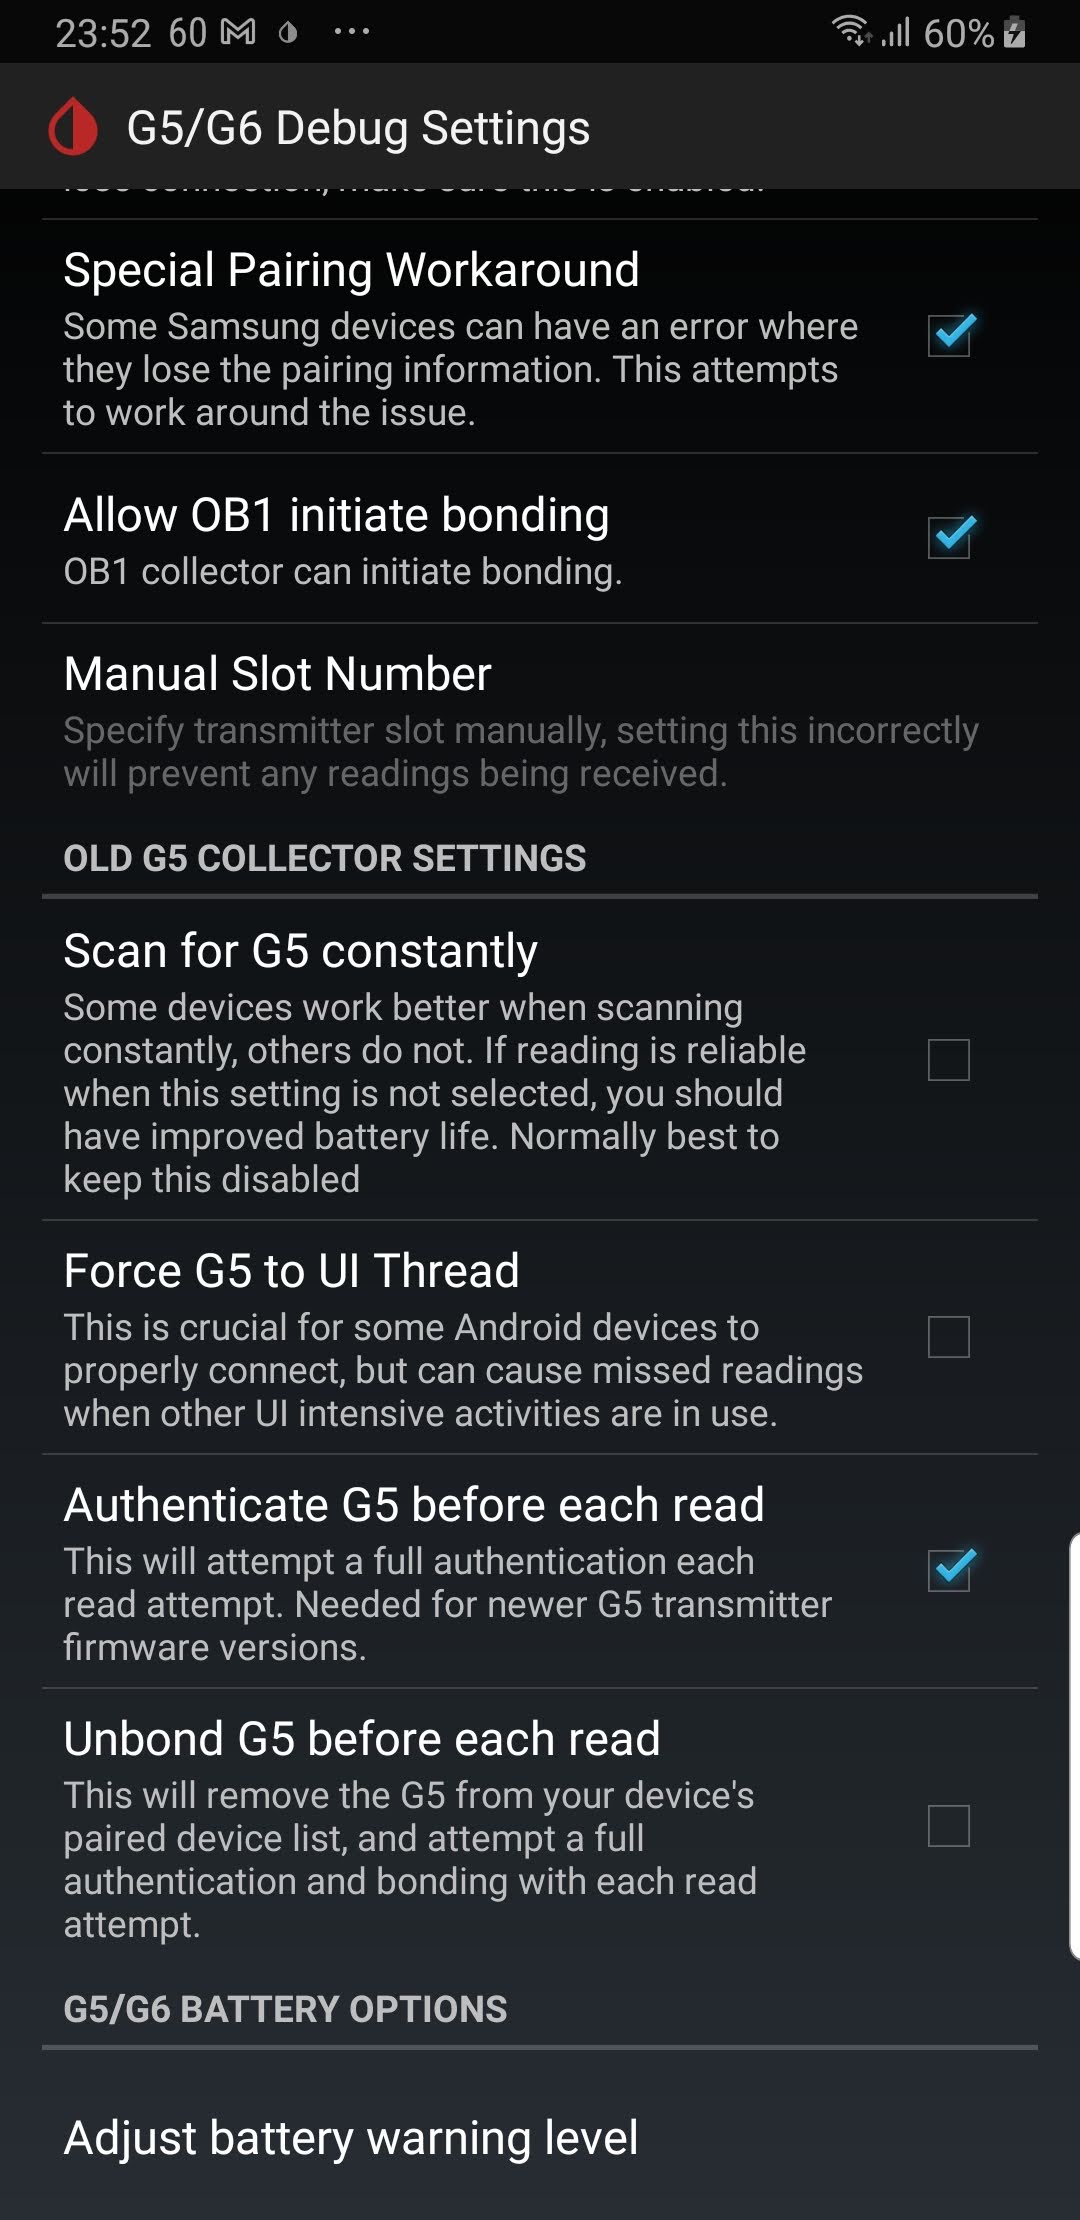 23:52 60 60%
G5/G6 Debug Settings
lose connection, make sure this is enabled.
Special Pairing Workaround
Some Samsung devices can have an error where
they lose the pairing information. This attempts
to work around the issue.
Allow OB1 initiate bonding
OB1 collector can initiate bonding.
Manual Slot Number
Specify transmitter slot manually, setting this incorrectly
will prevent any readings being received.
OLD G5 COLLECTOR SETTINGS
Scan for G5 constantly
Some devices work better when scanning
constantly, others do not. If reading is reliable
when this setting is not selected, you should
have improved battery life. Normally best to
keep this disabled
Force G5 to UI Thread
This is crucial for some Android devices to
properly connect, but can cause missed readings
when other UI intensive activities are in use.
Authenticate G5 before each read
This will attempt a full authentication each
read attempt. Needed for newer G5 transmitter
firmware versions.
Unbond G5 before each read
This will remove the G5 from your device's
paired device list, and attempt a full
authentication and bonding with each read
attempt.
G5/G6 BATTERY OPTIONS
Adjust battery warning level